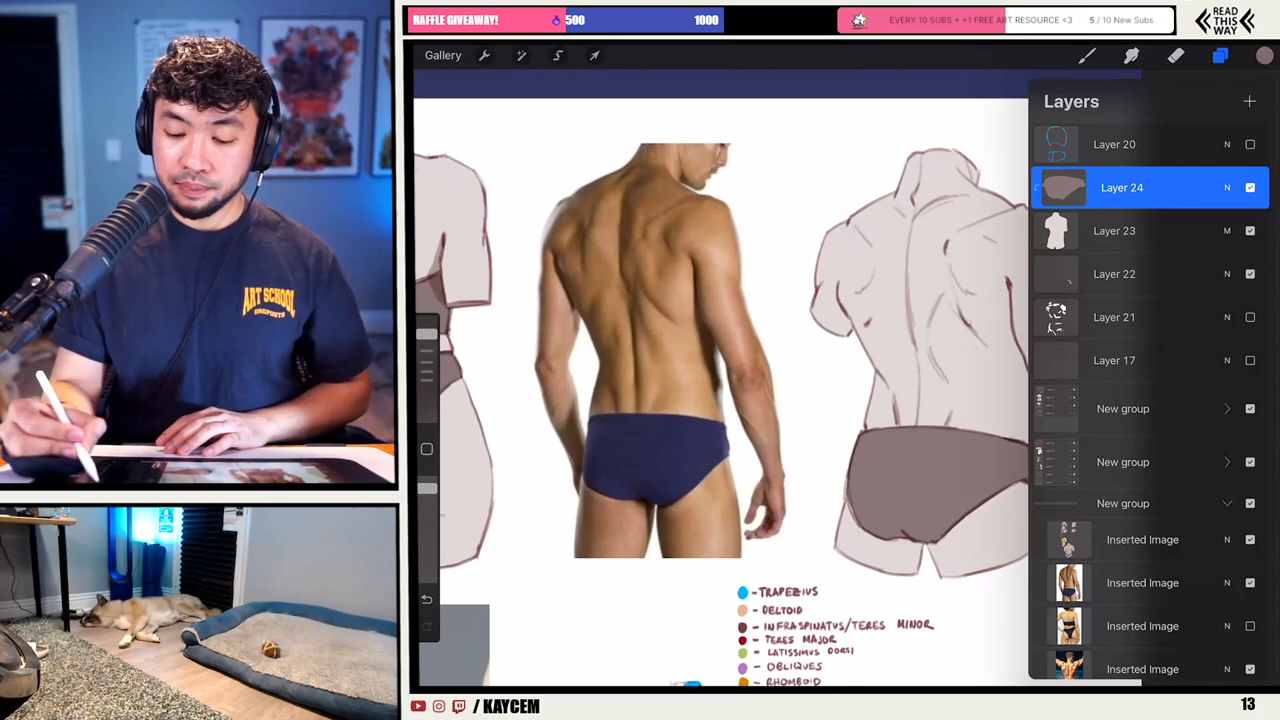 RAFFLE GIVEAWAY!
500
1000
EVERY 10 SUBS + +1 FREE ART RESOURCE <3
5 / 10 New Subs
READ
THIS
WAY
Gallery
Layers
Layer 20
N
Layer 24
N
Layer 23
M
Layer 22
N
Layer 21
N
Layer 17
N
New group
New group
New group
Inserted Image
N
Inserted Image
N
Inserted Image
N
Inserted Image
N
ART SCHOOL
DROPOUTS
- TRAPEZIUS
- DELTOID
- INFRASPINATUS/TERES MINOR
- TERES MAJOR
- LATISSIMUS DORSI
- OBLIQUES
- RHOMBOID
/ KAYCEM
13